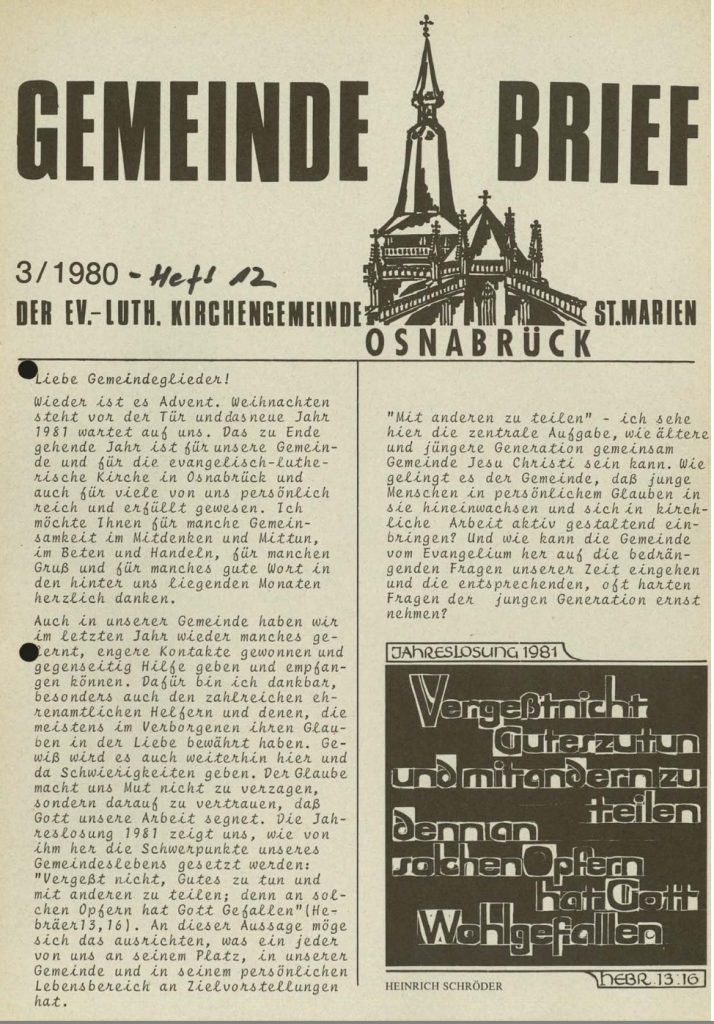 GEMEINDE BRIEF
3/1980 - Heft 12
DER EV.-LUTH. KIRCHENGEMEINDE ST.MARIEN
OSNABRÜCK
Liebe Gemeindeglieder!
Wieder ist es Advent. Weihnachten
steht vor der Tür unddasneue Jahr
1981 wartet auf uns. Das zu Ende
gehende Jahr ist für unsere Gemein-
de und für die evangelisch-luthe-
rische Kirche in Osnabrück und
auch für viele von uns persönlich
reich und erfüllt gewesen. Ich
möchte Ihnen für manche Gemein-
samkeit im Mitdenken und Mittun,
im Beten und Handeln, für manchen
Gruß und für manches gute Wort in
den hinter uns liegenden Monaten
herzlich danken.
Auch in unserer Gemeinde haben wir
im letzten Jahr wieder manches ge-
lernt, engere Kontakte gewonnen und
gegenseitig Hilfe geben und empfan-
gen können. Dafür bin ich dankbar,
besonders auch den zahlreichen eh-
renamtlichen Helfern und denen, die
meistens im Verborgenen ihren Glau-
ben in der Liebe bewährt haben. Ge-
wiß wird es auch weiterhin hier und
da Schwierigkeiten geben. Der Glaube
macht uns Mut nicht zu verzagen,
sondern darauf zu vertrauen, daß
Gott unsere Arbeit segnet. Die Jah-
reslosung 1981 zeigt uns, wie von
ihm her die Schwerpunkte unseres
Gemeindeslebens gesetzt werden:
"Vergeßt nicht, Gutes zu tun und
mit anderen zu teilen; denn an sol-
chen Opfern hat Gott Gefallen"(He-
bräer13,16). An dieser Aussage möge
sich das ausrichten, was ein jeder
von uns an seinem Platz, in unserer
Gemeinde und in seinem persönlichen
Lebensbereich an Zielvorstellungen
hat.
"Mit anderen zu teilen" - ich sehe
hier die zentrale Aufgabe, wie ältere
und jüngere Generation gemeinsam
Gemeinde Jesu Christi sein kann. Wie
gelingt es der Gemeinde, daß junge
Menschen in persönlichem Glauben in
sie hineinwachsen und sich in kirch-
liche Arbeit aktiv gestaltend ein-
bringen? Und wie kann die Gemeinde
vom Evangelium her auf die bedrän-
genden Fragen unserer Zeit eingehen
und die entsprechenden, oft harten
Fragen der jungen Generation ernst
nehmen?
JAHRESLOSUNG 1981
Vergeßt nicht
Gutes zu tun
und mit andern zu
teilen
denn an
solchen Opfern
hat Gott
Wohlgefallen
HEBR. 13:16
HEINRICH SCHRÖDER